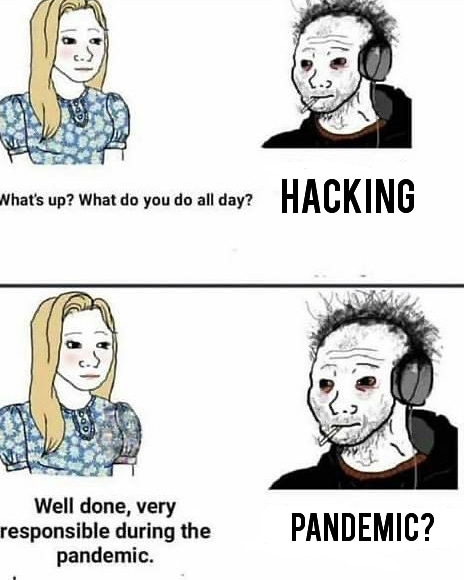 What's up? What do you do all day?
HACKING
Well done, very
responsible during the
pandemic.
PANDEMIC?